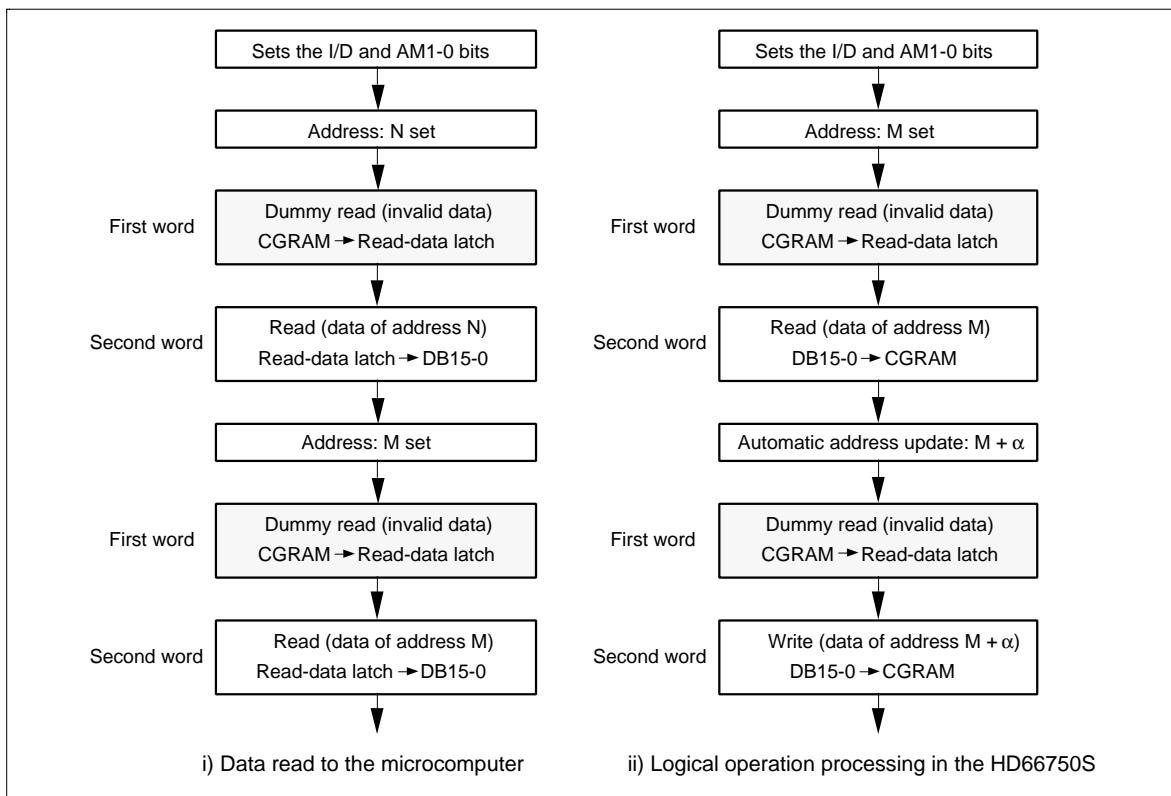 Sets the I/D and AM1-0 bits
Address: N set
First word
Dummy read (invalid data)
CGRAM → Read-data latch
Second word
Read (data of address N)
Read-data latch → DB15-0
Address: M set
First word
Dummy read (invalid data)
CGRAM → Read-data latch
Second word
Read (data of address M)
Read-data latch → DB15-0
i) Data read to the microcomputer
Sets the I/D and AM1-0 bits
Address: M set
First word
Dummy read (invalid data)
CGRAM → Read-data latch
Second word
Read (data of address M)
DB15-0 → CGRAM
Automatic address update: M + α
First word
Dummy read (invalid data)
CGRAM → Read-data latch
Second word
Write (data of address M + α)
DB15-0 → CGRAM
ii) Logical operation processing in the HD66750S